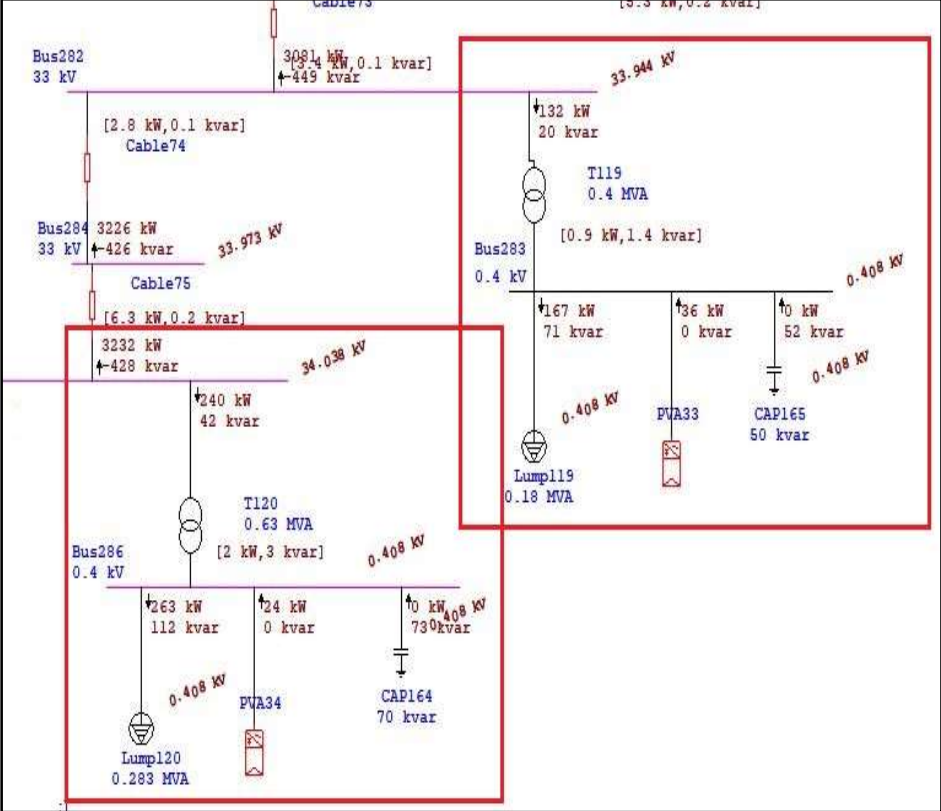 Cable73
[5.3 kW,0.2 kvar]
Bus282
33 kV
3081 kW
[3.4 kW,0.1 kvar]
-449 kvar
33.944 kV
132 kW
20 kvar
[2.8 kW,0.1 kvar]
Cable74
T119
0.4 MVA
[0.9 kW,1.4 kvar]
Bus284
33 kV
3226 kW
-426 kvar
33.973 kV
Bus283
0.4 kV
0.408 kV
Cable75
[6.3 kW,0.2 kvar]
167 kW
71 kvar
36 kW
0 kvar
0 kW
52 kvar
3232 kW
-428 kvar
34.038 kV
0.408 kV
0.408 kV
240 kW
42 kvar
PVA33
CAP165
50 kvar
Lump119
0.18 MVA
T120
0.63 MVA
[2 kW,3 kvar]
0.408 kV
Bus286
0.4 kV
263 kW
112 kvar
24 kW
0 kvar
0 kW
73 kvar
0.408 kV
0.408 kV
PVA34
CAP164
70 kvar
Lump120
0.283 MVA